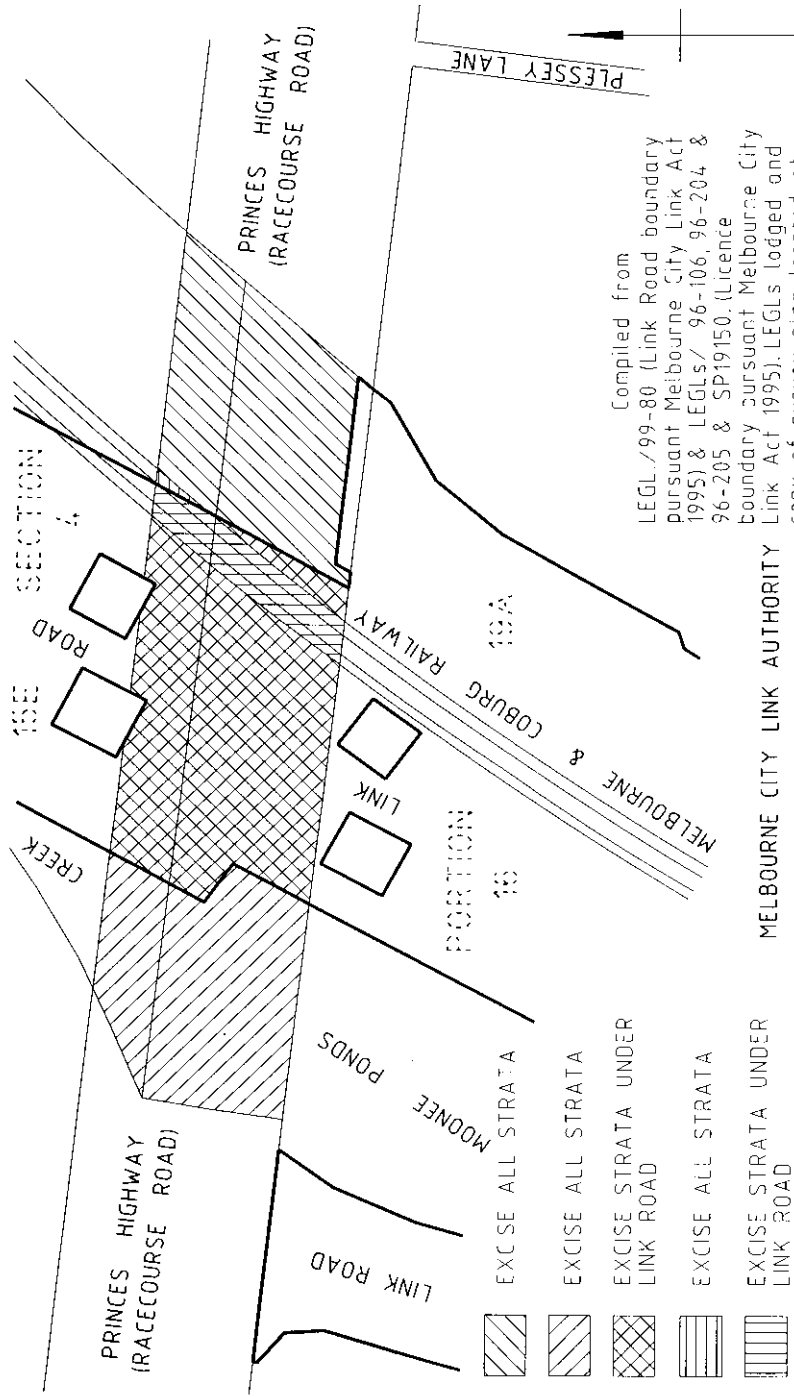 PRINCES HIGHWAY
(RACECOURSE ROAD)
CREEK
15E
ROAD
SECTION
4
PRINCES HIGHWAY
(RACECOURSE ROAD)
PLESSEY LANE
LINK ROAD
MOONEE PONDS
PORTION
16
LINK
MELBOURNE & COBURG RAILWAY
19A
EXCISE ALL STRATA
EXCISE ALL STRATA
EXCISE STRATA UNDER
LINK ROAD
EXCISE ALL STRATA
EXCISE STRATA UNDER
LINK ROAD
Compiled from
LEGL./99-80 (Link Road boundary
pursuant Melbourne City Link Act
1995) & LEGLs/ 96-106, 96-204 &
96-205 & SP19150. (Licence
boundary pursuant Melbourne City
Link Act 1995). LEGLs lodged and
MELBOURNE CITY LINK AUTHORITY